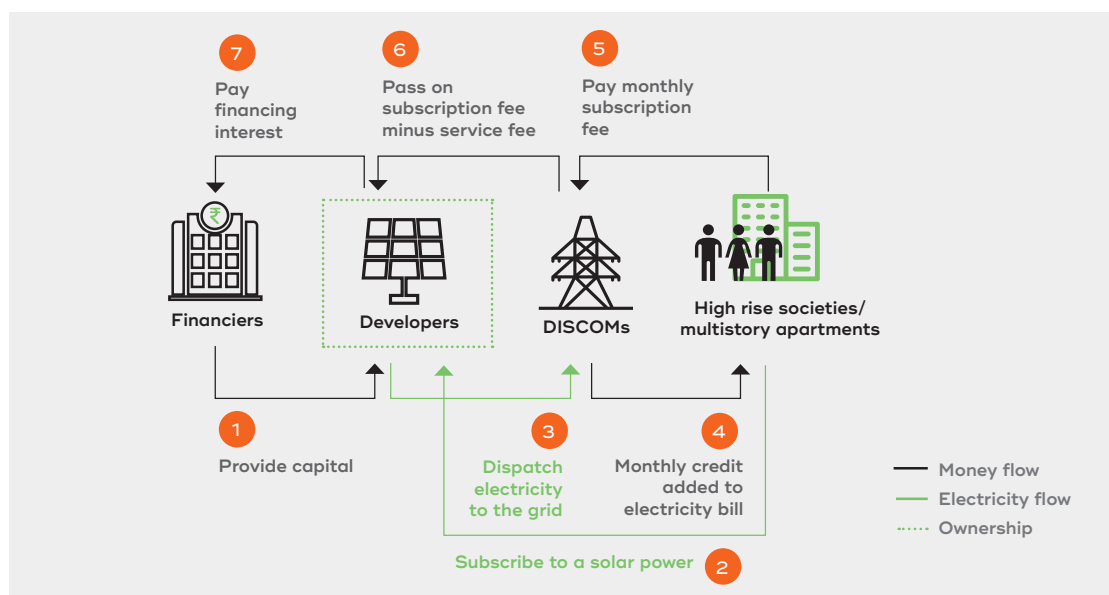 7
Pay
financing
interest
6
Pass on
subscription fee
minus service fee
5
Pay monthly
subscription
fee
₹
Financiers
Developers
DISCOMs
High rise societies/
multistory apartments
1
Provide capital
3
Dispatch
electricity
to the grid
4
Monthly credit
added to
electricity bill
Subscribe to a solar power
2
Money flow
Electricity flow
Ownership